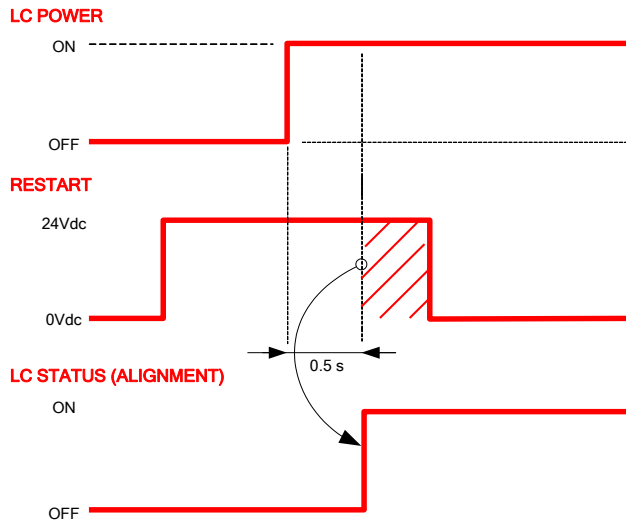 LC POWER
ON
OFF
RESTART
24Vdc
0Vdc
0.5 s
LC STATUS (ALIGNMENT)
ON
OFF